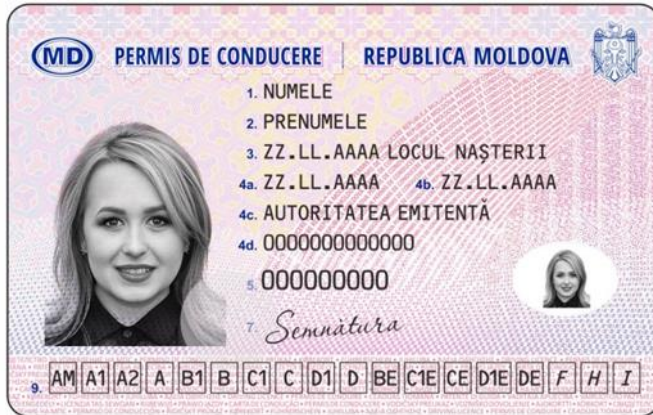 MD PERMIS DE CONDUCERE | REPUBLICA MOLDOVA
1. NUMELE
2. PRENUMELE
3. ZZ.LL.AAAA LOCUL NAŞTERII
4a. ZZ.LL.AAAA 4b. ZZ.LL.AAAA
4c. AUTORITATEA EMITENTĂ
4d. 0000000000000
5. 000000000
7. Semnătura
9. AM A1 A2 A B1 B C1 C D1 D BE C1E CE D1E DE F H I